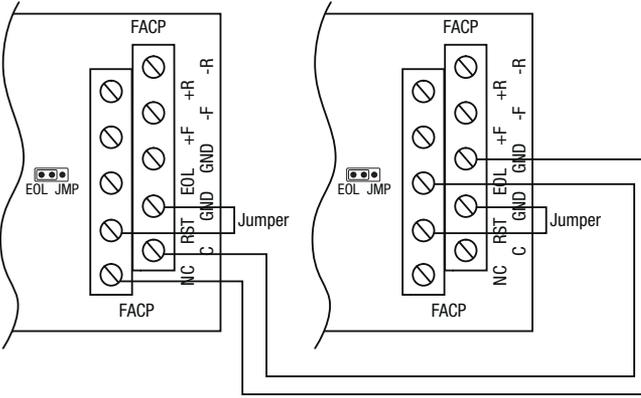 FACP
-R
+R
-F
+F
GND
EOL
GND
RST
C
NC
EOL JMP
Jumper
FACP
FACP
-R
+R
-F
+F
GND
EOL
GND
RST
C
NC
EOL JMP
Jumper
FACP